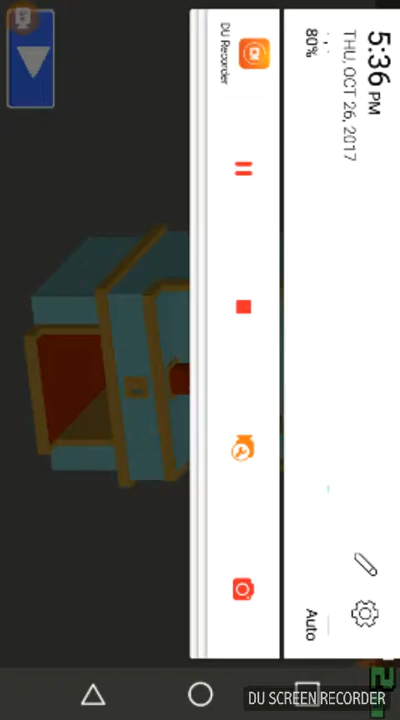 5:36 PM
THU, OCT 26, 2017
80%
Auto
DU Recorder
DU SCREEN RECORDER